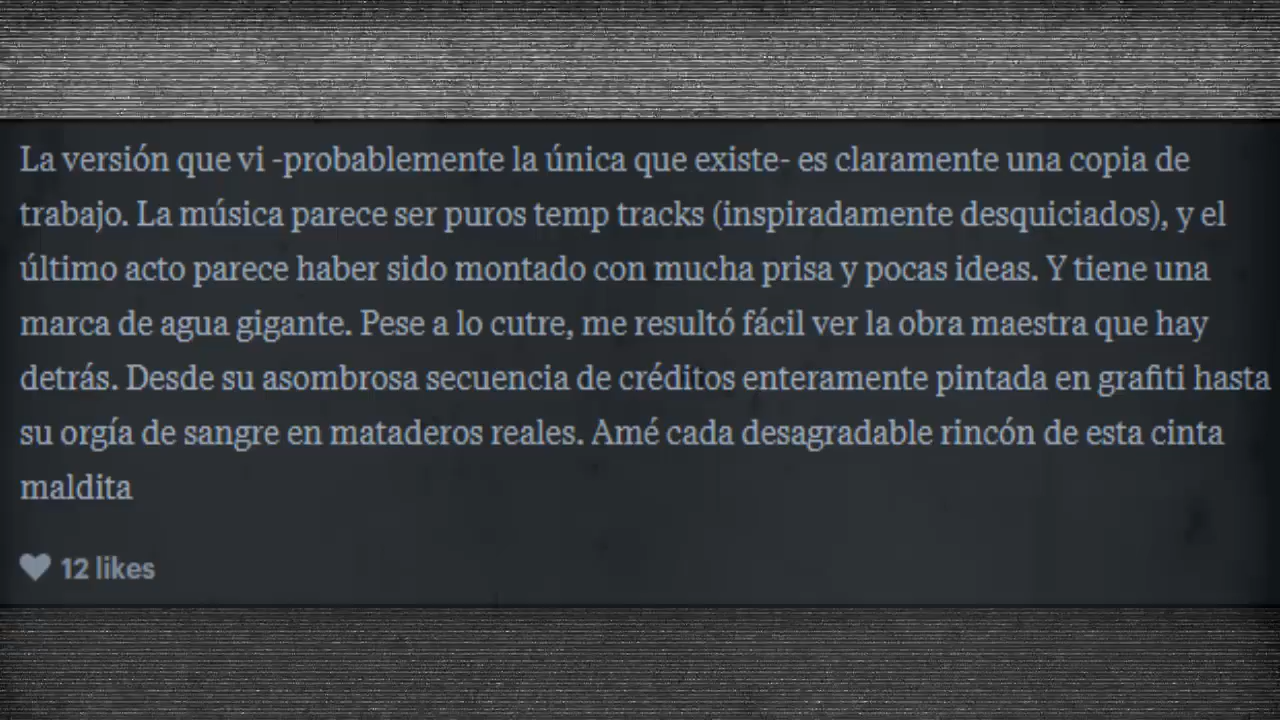 La versión que vi -probablemente la única que existe- es claramente una copia de
trabajo. La música parece ser puros temp tracks (inspiradamente desquiciados), y el
último acto parece haber sido montado con mucha prisa y pocas ideas. Y tiene una
marca de agua gigante. Pese a lo cutre, me resultó fácil ver la obra maestra que hay
detrás. Desde su asombrosa secuencia de créditos enteramente pintada en grafiti hasta
su orgía de sangre en mataderos reales. Amé cada desagradable rincón de esta cinta
maldita
12 likes